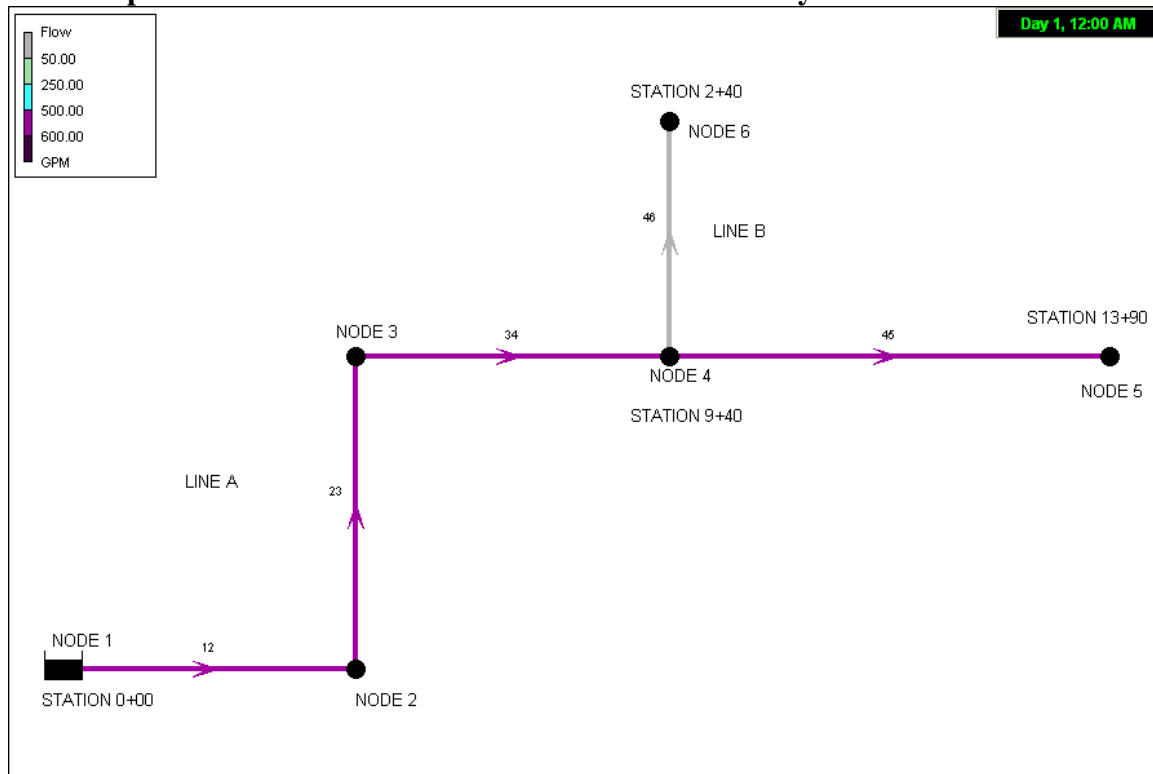 Flow
50.00
250.00
500.00
600.00
GPM
Day 1, 12:00 AM
STATION 2+40
NODE 6
46
LINE B
NODE 3
34
45
STATION 13+90
NODE 4
NODE 5
STATION 9+40
LINE A
23
NODE 1
12
STATION 0+00
NODE 2